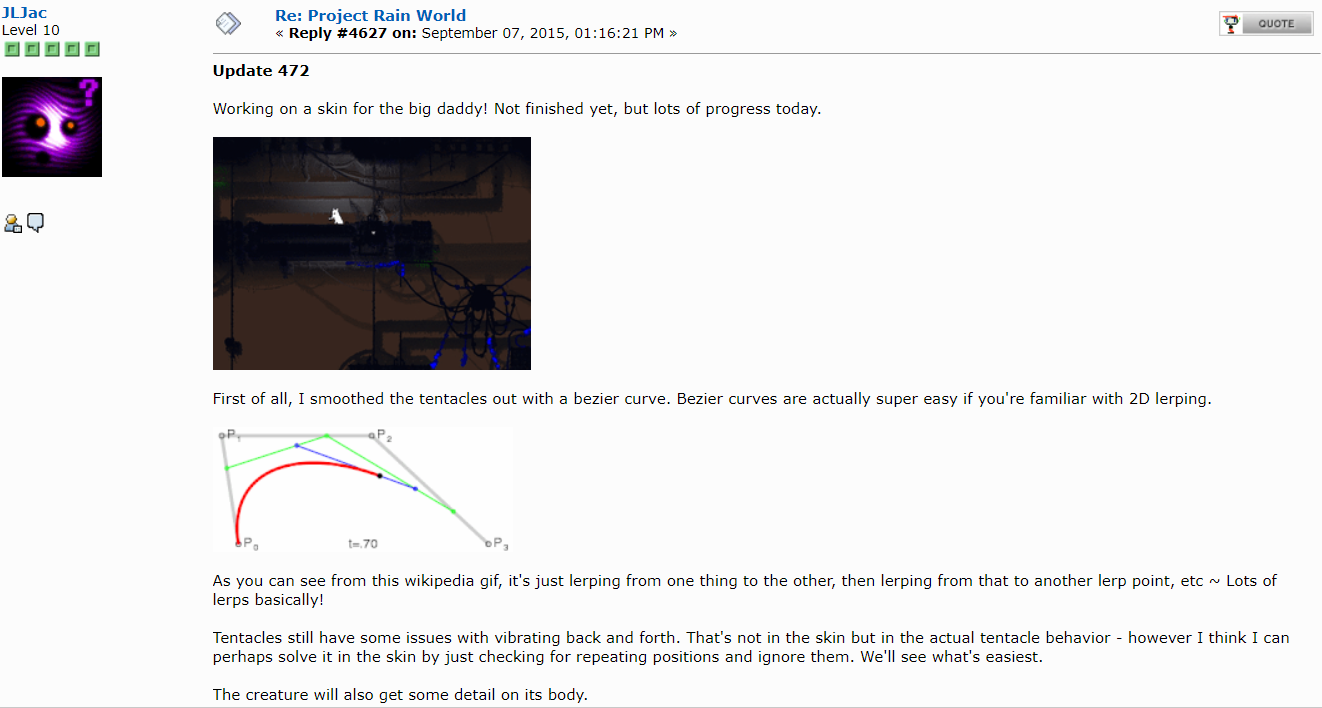 JLJac
Level 10
Re: Project Rain World
« Reply #4627 on: September 07, 2015, 01:16:21 PM »
QUOTE
Update 472
Working on a skin for the big daddy! Not finished yet, but lots of progress today.
First of all, I smoothed the tentacles out with a bezier curve. Bezier curves are actually super easy if you're familiar with 2D lerping.
P1
P2
P0
t=.70
P3
As you can see from this wikipedia gif, it's just lerping from one thing to the other, then lerping from that to another lerp point, etc ~ Lots of
lerps basically!
Tentacles still have some issues with vibrating back and forth. That's not in the skin but in the actual tentacle behavior - however I think I can
perhaps solve it in the skin by just checking for repeating positions and ignore them. We'll see what's easiest.
The creature will also get some detail on its body.